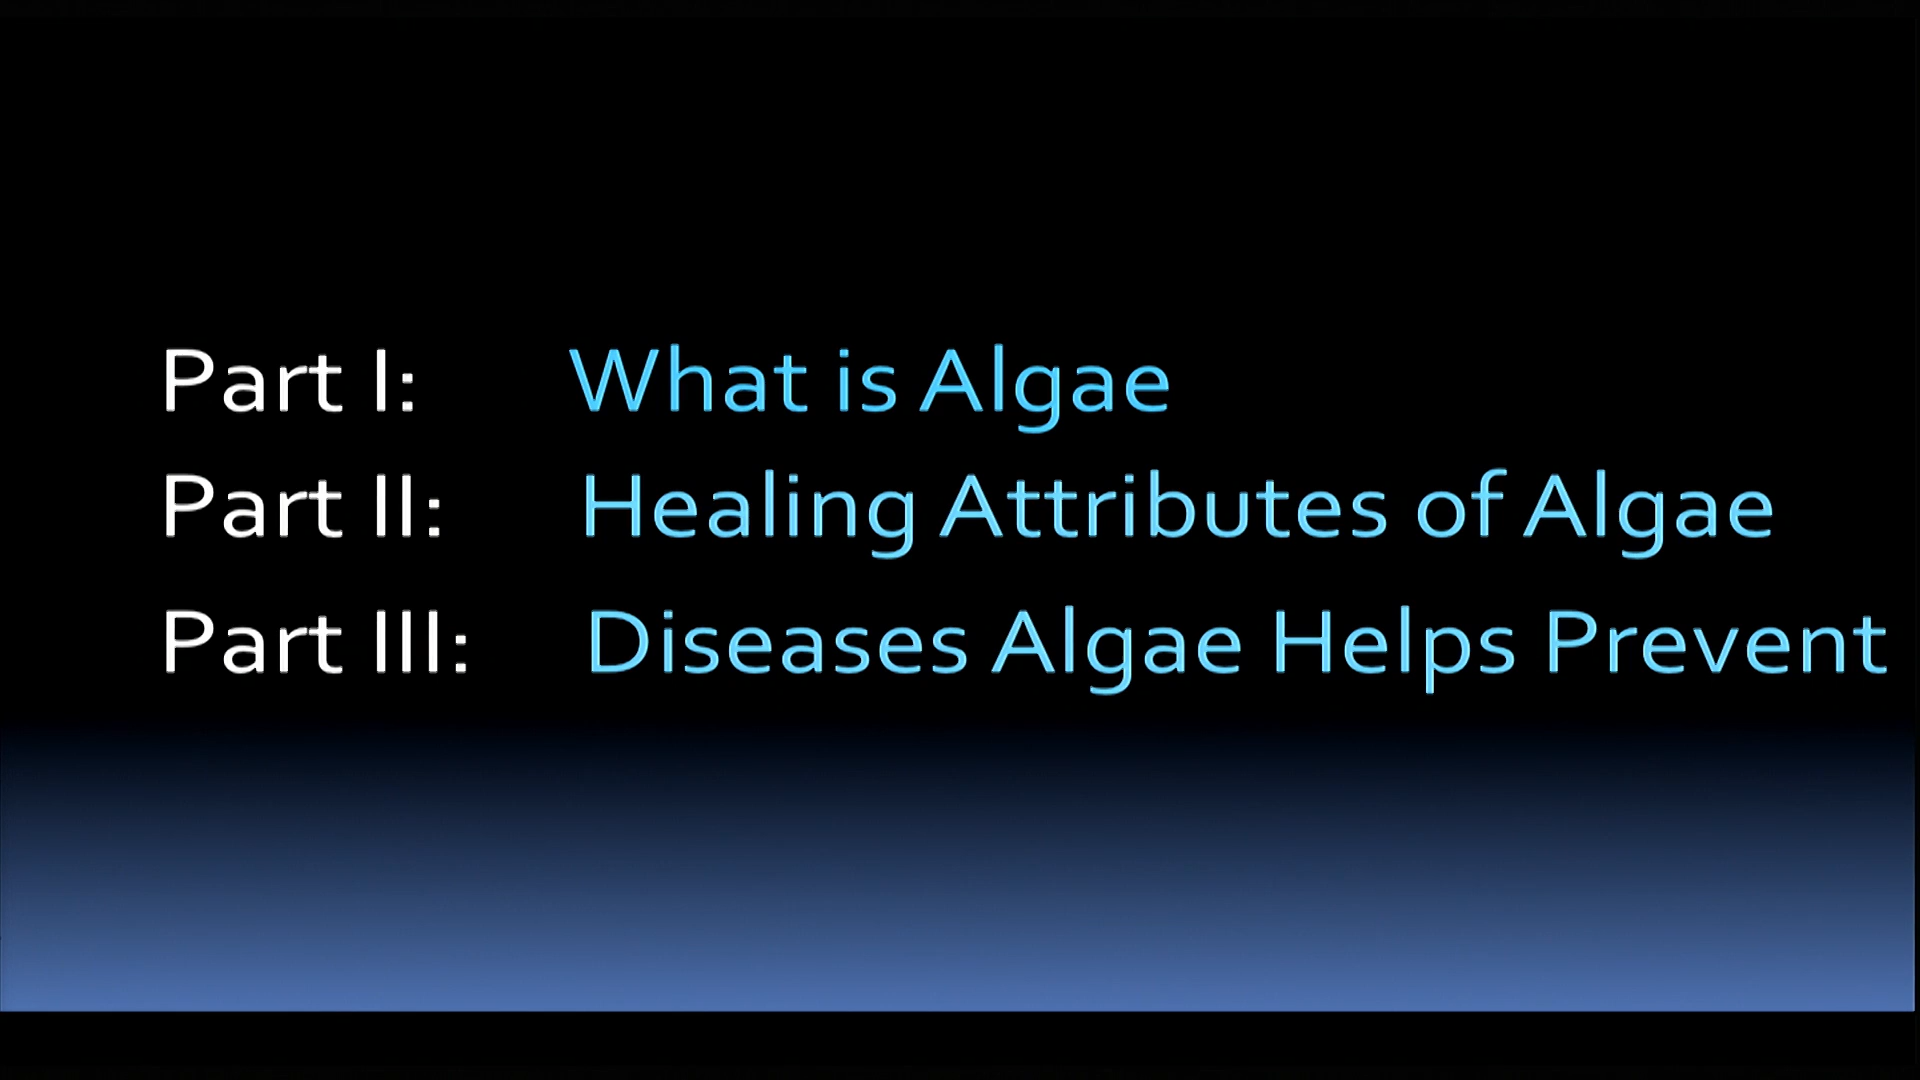 Part I: What is Algae
Part II: Healing Attributes of Algae
Part III: Diseases Algae Helps Prevent